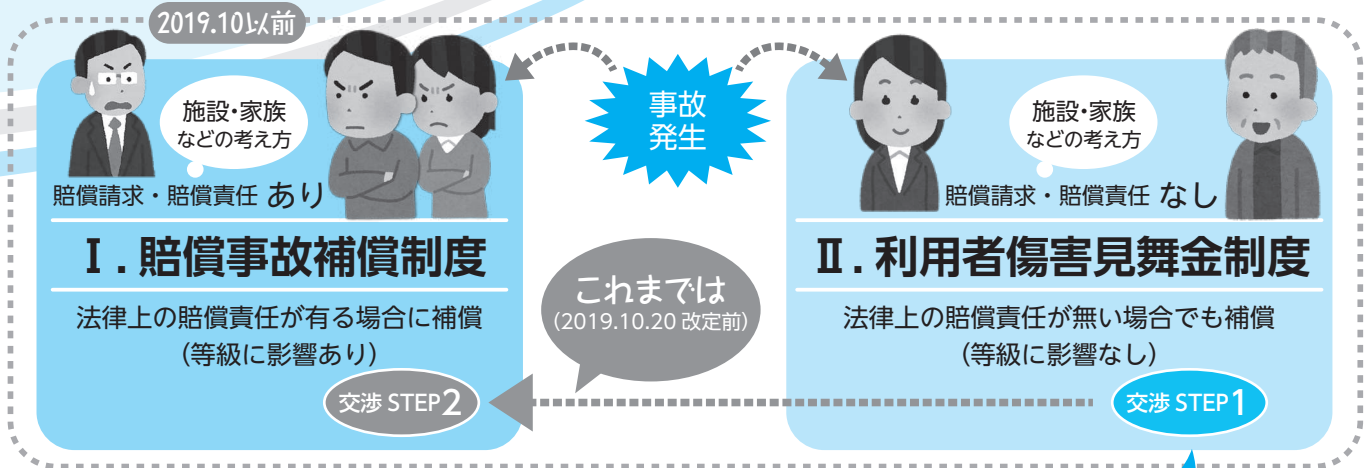 2019.10以前
施設・家族
などの考え方
賠償請求・賠償責任 あり
Ⅰ．賠償事故補償制度
法律上の賠償責任が有る場合に補償
(等級に影響あり)
交渉 STEP2
事故
発生
これまでは
(2019.10.20 改定前)
施設・家族
などの考え方
賠償請求・賠償責任 なし
Ⅱ．利用者傷害見舞金制度
法律上の賠償責任が無い場合でも補償
(等級に影響なし)
交渉 STEP1